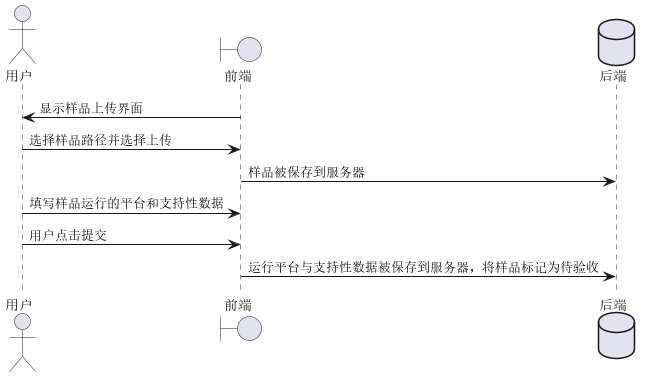 用户
前端
后端
显示样品上传界面
选择样品路径并选择上传
样品被保存到服务器
填写样品运行的平台和支持性数据
用户点击提交
运行平台与支持性数据被保存到服务器，将样品标记为待验收
用户
前端
后端